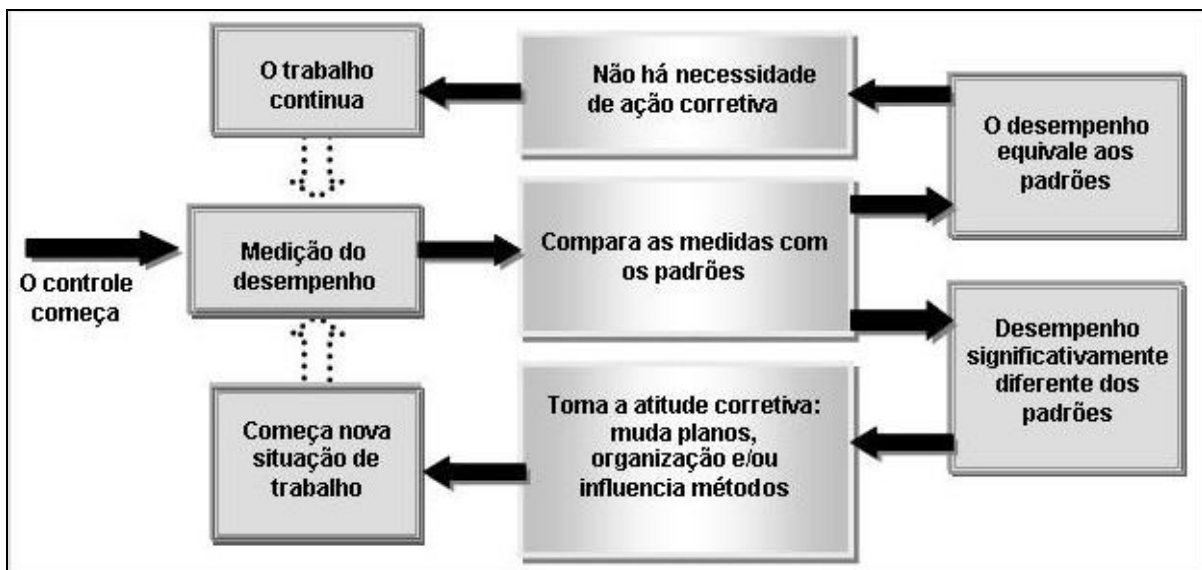 O trabalho
continua
Não há necessidade
de ação corretiva
O desempenho
equivale aos
padrões
O controle
começa
Medição do
desempenho
Compara as medidas com
os padrões
Desempenho
significativamente
diferente dos
padrões
Começa nova
situação de
trabalho
Toma a atitude corretiva:
muda planos,
organização e/ou
influencia métodos